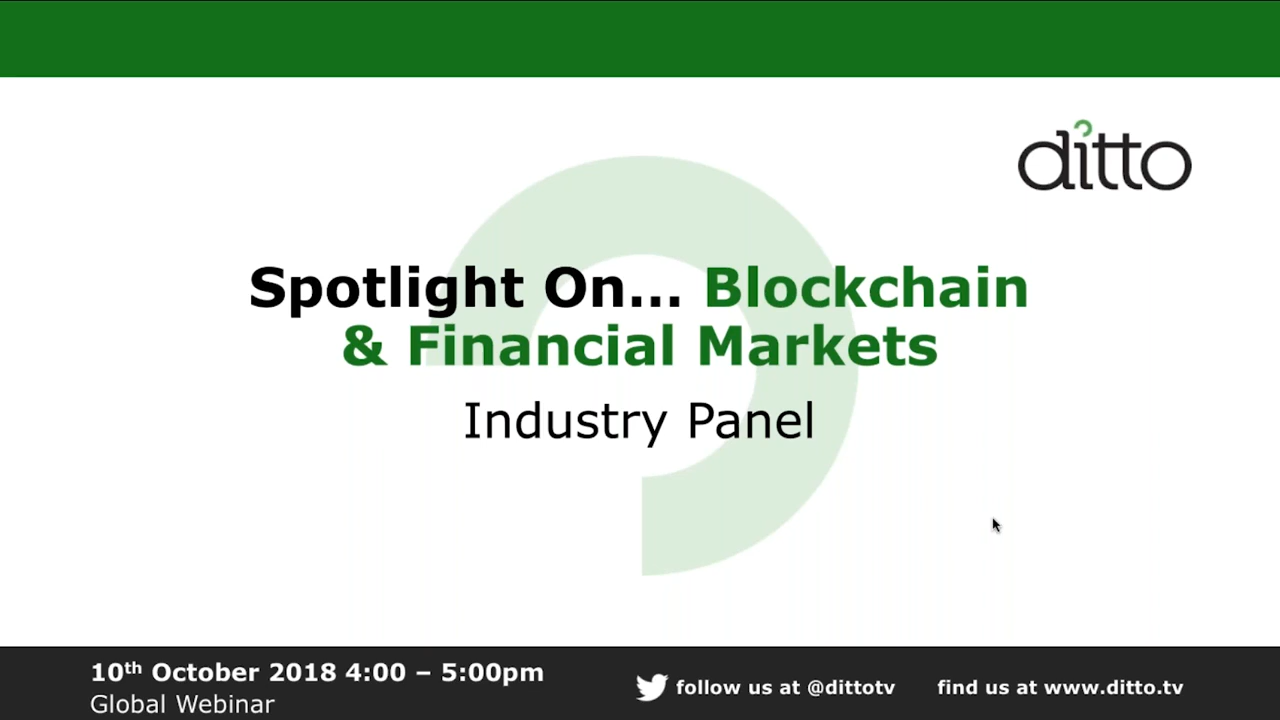 ditto
Spotlight On... Blockchain
& Financial Markets
Industry Panel
10th October 2018 4:00 – 5:00pm
Global Webinar
follow us at @dittotv
find us at www.ditto.tv